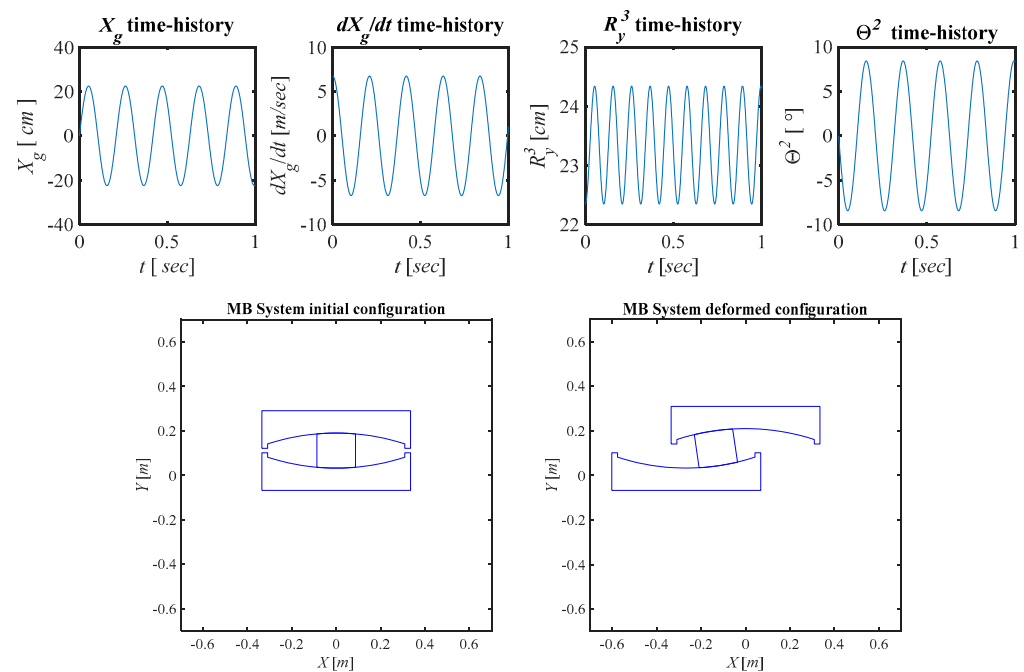 X_g time-history
40
20
0
-20
-40
X_g [ cm]
0 0.5 1
t [ sec]
dX_g/dt time-history
10
5
0
-5
-10
dX_g/dt [m/sec]
0 0.5 1
t [sec]
R_y^3 time-history
25
24
23
22
R_y^3 [cm]
0 0.5 1
t [sec]
Θ^2 time-history
10
5
0
-5
-10
Θ^2 [ °]
0 0.5 1
t [sec]
MB System initial configuration
0.6
0.4
0.2
0
-0.2
-0.4
-0.6
Y [m]
-0.6 -0.4 -0.2 0 0.2 0.4 0.6
X [m]
MB System deformed configuration
0.6
0.4
0.2
0
-0.2
-0.4
-0.6
Y [m]
-0.6 -0.4 -0.2 0 0.2 0.4 0.6
X [m]